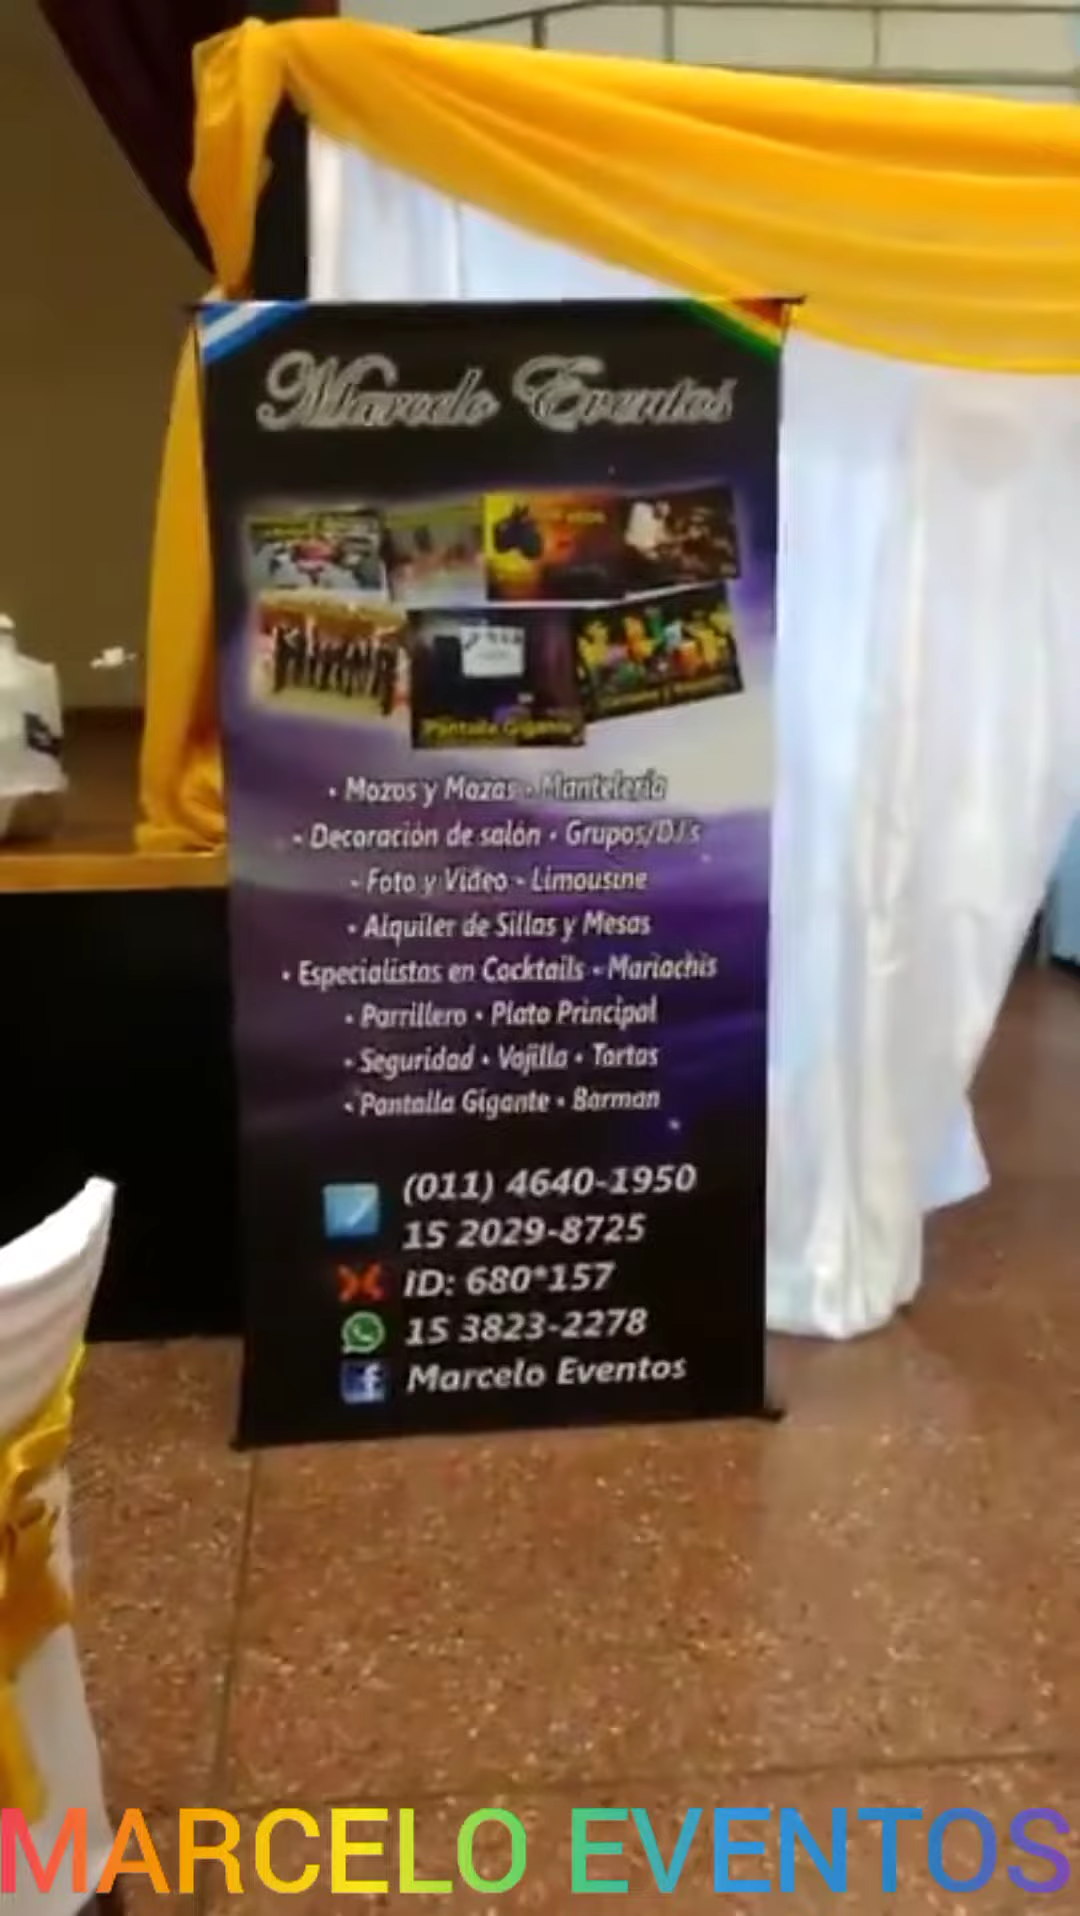 Marcelo Eventos
Pantalla Gigante
• Mozos y Mozas • Mantelería
• Decoración de salón • Grupos/DJ's
• Foto y Video • Limousine
• Alquiler de Sillas y Mesas
• Especialistas en Cocktails • Mariachis
• Parrillero • Plato Principal
• Seguridad • Vajilla • Tortas
• Pantalla Gigante • Barman
(011) 4640-1950
15 2029-8725
ID: 680*157
15 3823-2278
f Marcelo Eventos
MARCELO EVENTOS